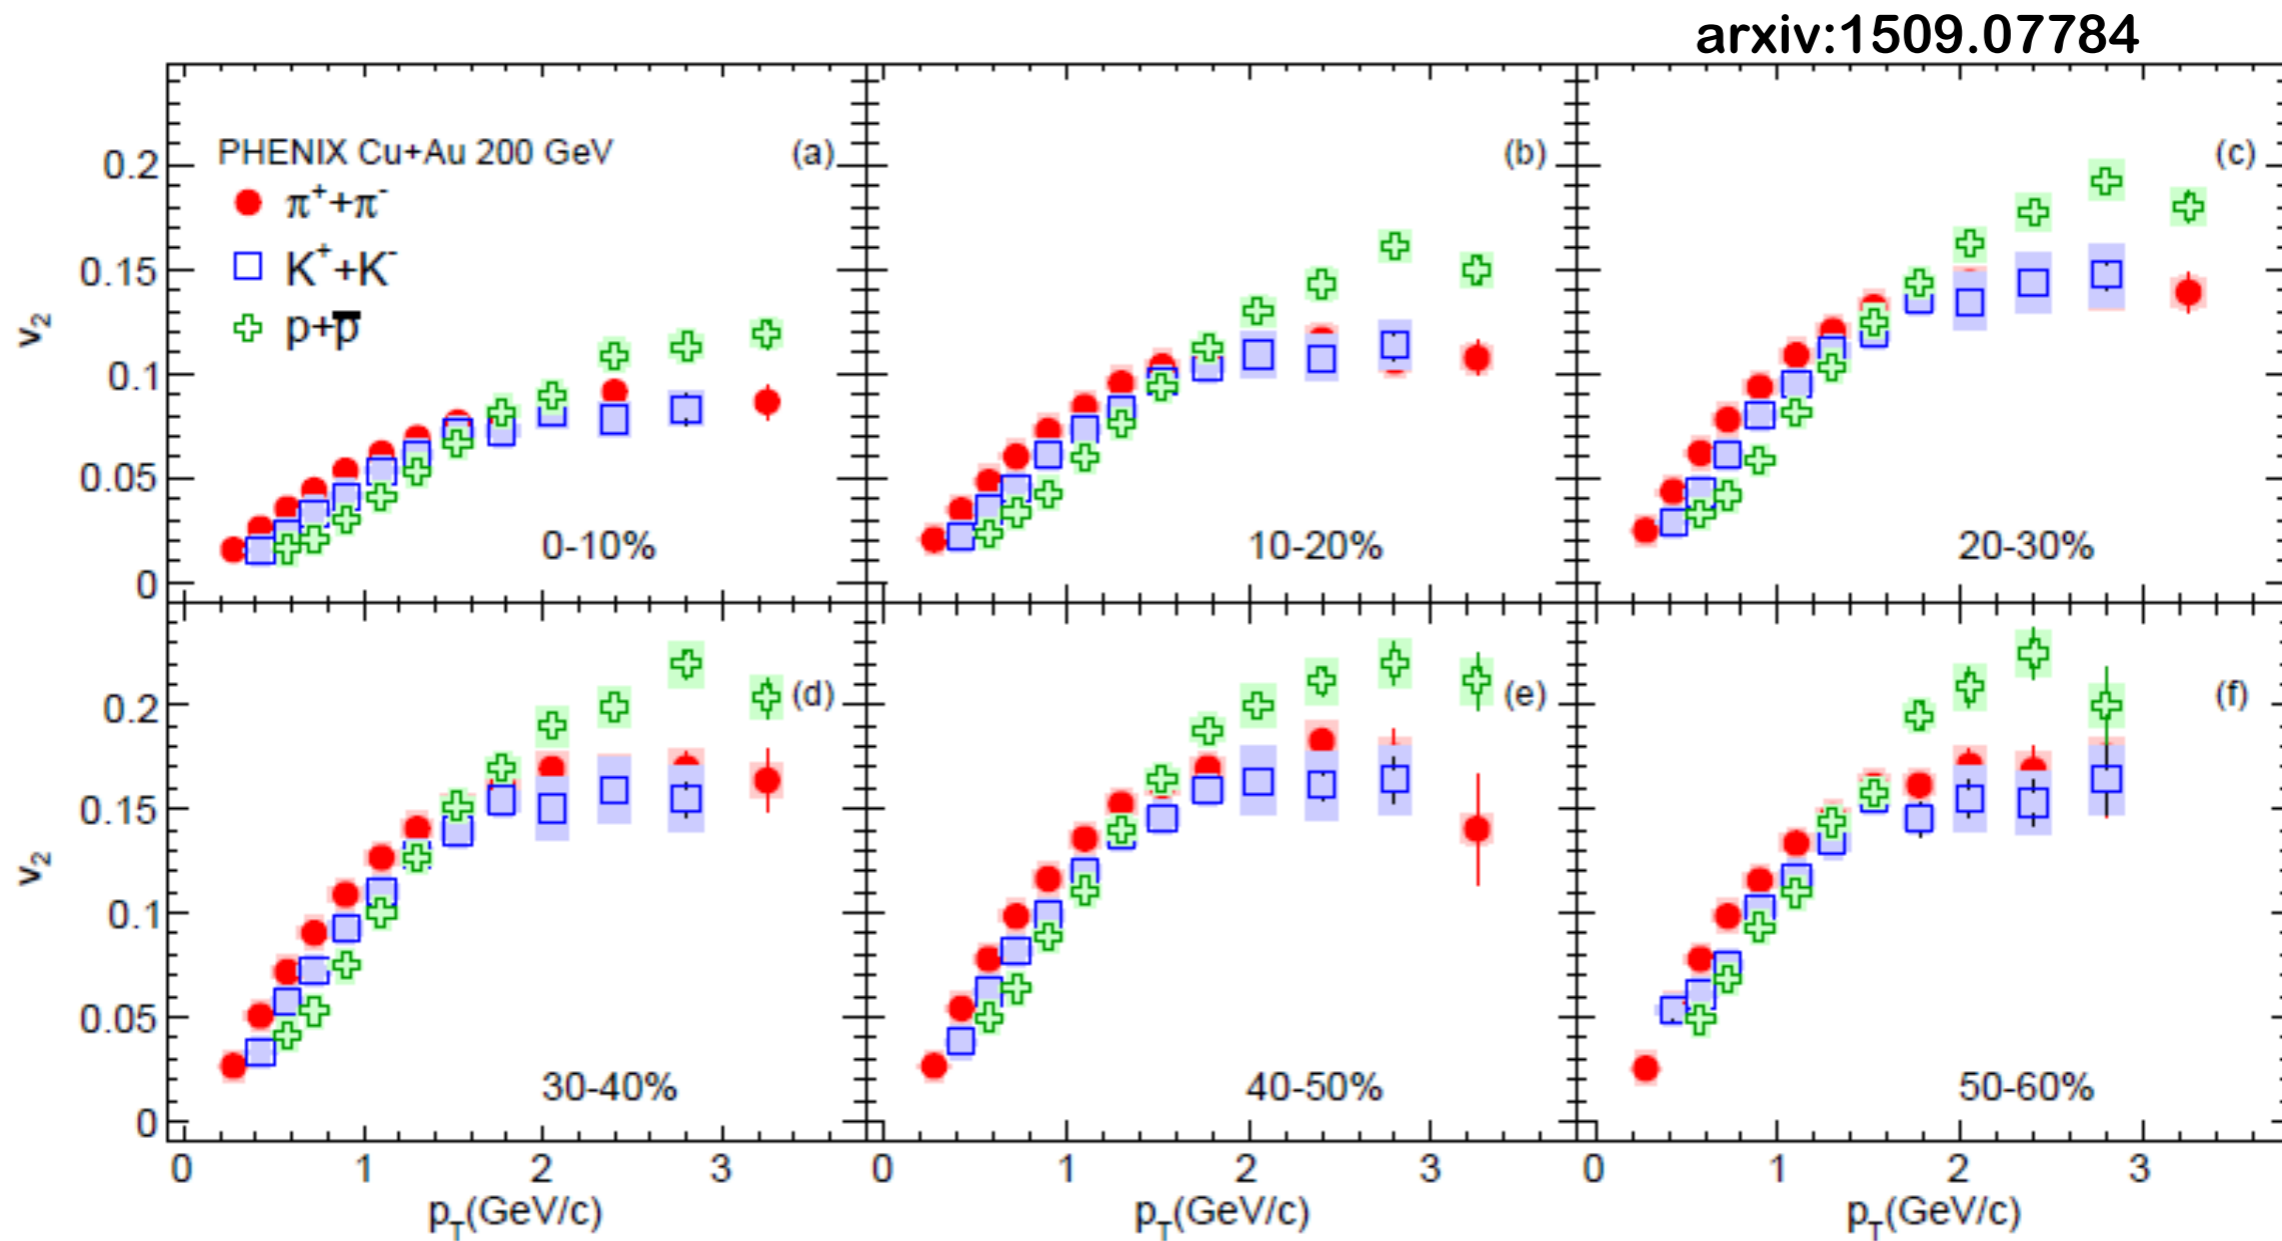 arxiv:1509.07784
PHENIX Cu+Au 200 GeV
π⁺+π⁻
K⁺+K⁻
p+p̅
(a)
(b)
(c)
v₂
0.2
0.15
0.1
0.05
0
0-10%
10-20%
20-30%
(d)
(e)
(f)
v₂
0.2
0.15
0.1
0.05
0
30-40%
40-50%
50-60%
0 1 2 3
0 1 2 3
0 1 2 3
p_T(GeV/c)
p_T(GeV/c)
p_T(GeV/c)